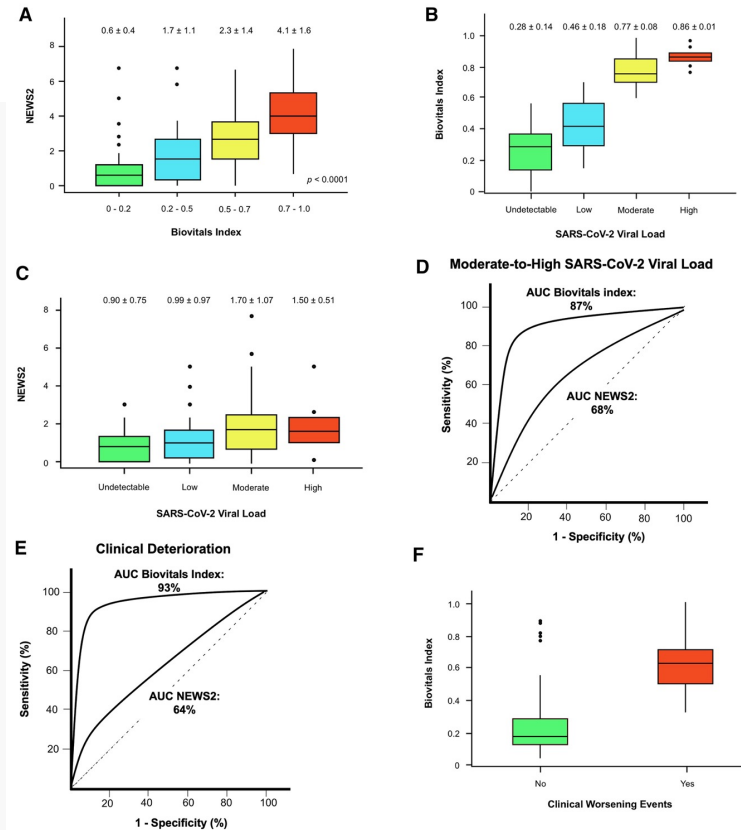 A
0.6 ± 0.4 1.7 ± 1.1 2.3 ± 1.4 4.1 ± 1.6
8
6
4
2
0
NEWS2
p < 0.0001
0 - 0.2 0.2 - 0.5 0.5 - 0.7 0.7 - 1.0
Biovitals Index
B
0.28 ± 0.14 0.46 ± 0.18 0.77 ± 0.08 0.86 ± 0.01
1.0
0.8
0.6
0.4
0.2
0
Biovitals Index
Undetectable Low Moderate High
SARS-CoV-2 Viral Load
C
0.90 ± 0.75 0.99 ± 0.97 1.70 ± 1.07 1.50 ± 0.51
8
6
4
2
0
NEWS2
Undetectable Low Moderate High
SARS-CoV-2 Viral Load
D
Moderate-to-High SARS-CoV-2 Viral Load
AUC Biovitals index:
87%
100
80
60
40
20
Sensitivity (%)
AUC NEWS2:
68%
20 40 60 80 100
1 - Specificity (%)
E
Clinical Deterioration
AUC Biovitals Index:
93%
100
80
60
40
20
Sensitivity (%)
AUC NEWS2:
64%
20 40 60 80 100
1 - Specificity (%)
F
1.0
0.8
0.6
0.4
0.2
0
Biovitals Index
No Yes
Clinical Worsening Events